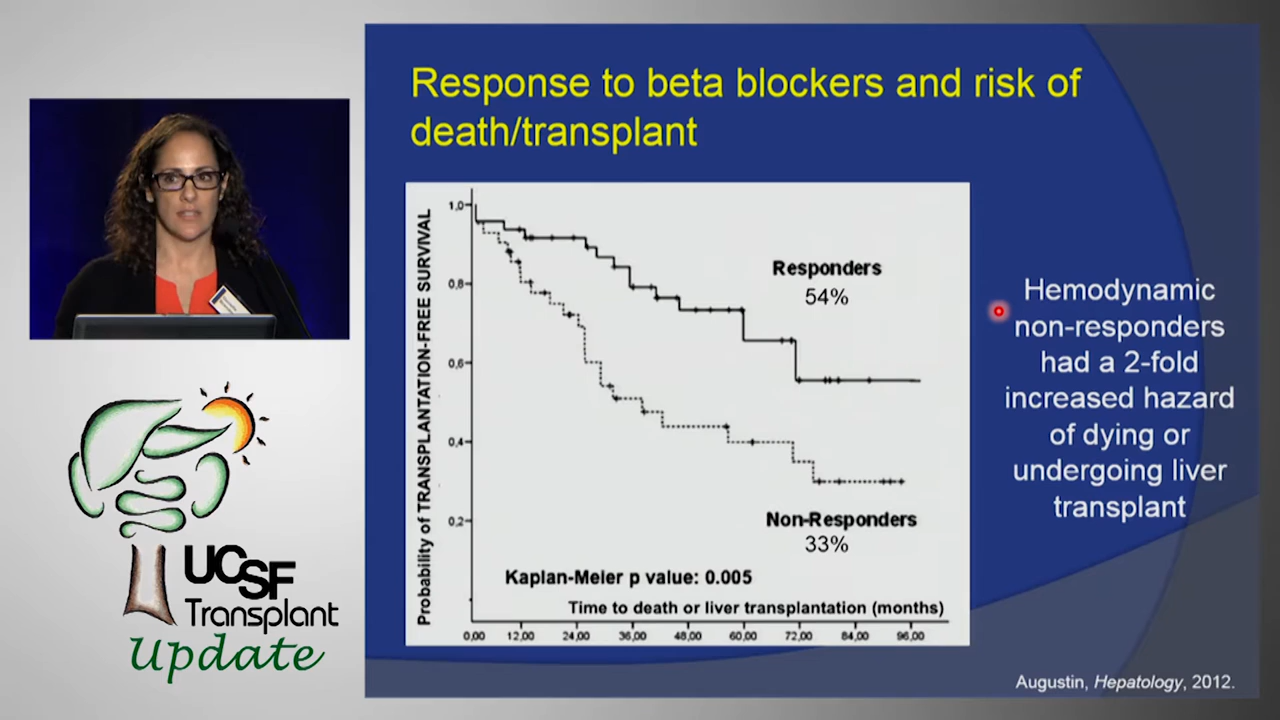 Response to beta blockers and risk of
death/transplant
Probability of TRANSPLANTATION-FREE SURVIVAL
1,0
0,8
0,6
0,4
0,2
Responders
54%
Non-Responders
33%
Kaplan-Meier p value: 0.005
Time to death or liver transplantation (months)
0,00 12,00 24,00 36,00 48,00 60,00 72,00 84,00 96,00
Hemodynamic
non-responders
had a 2-fold
increased hazard
of dying or
undergoing liver
transplant
Augustin, Hepatology, 2012.
UCSF
Transplant
Update